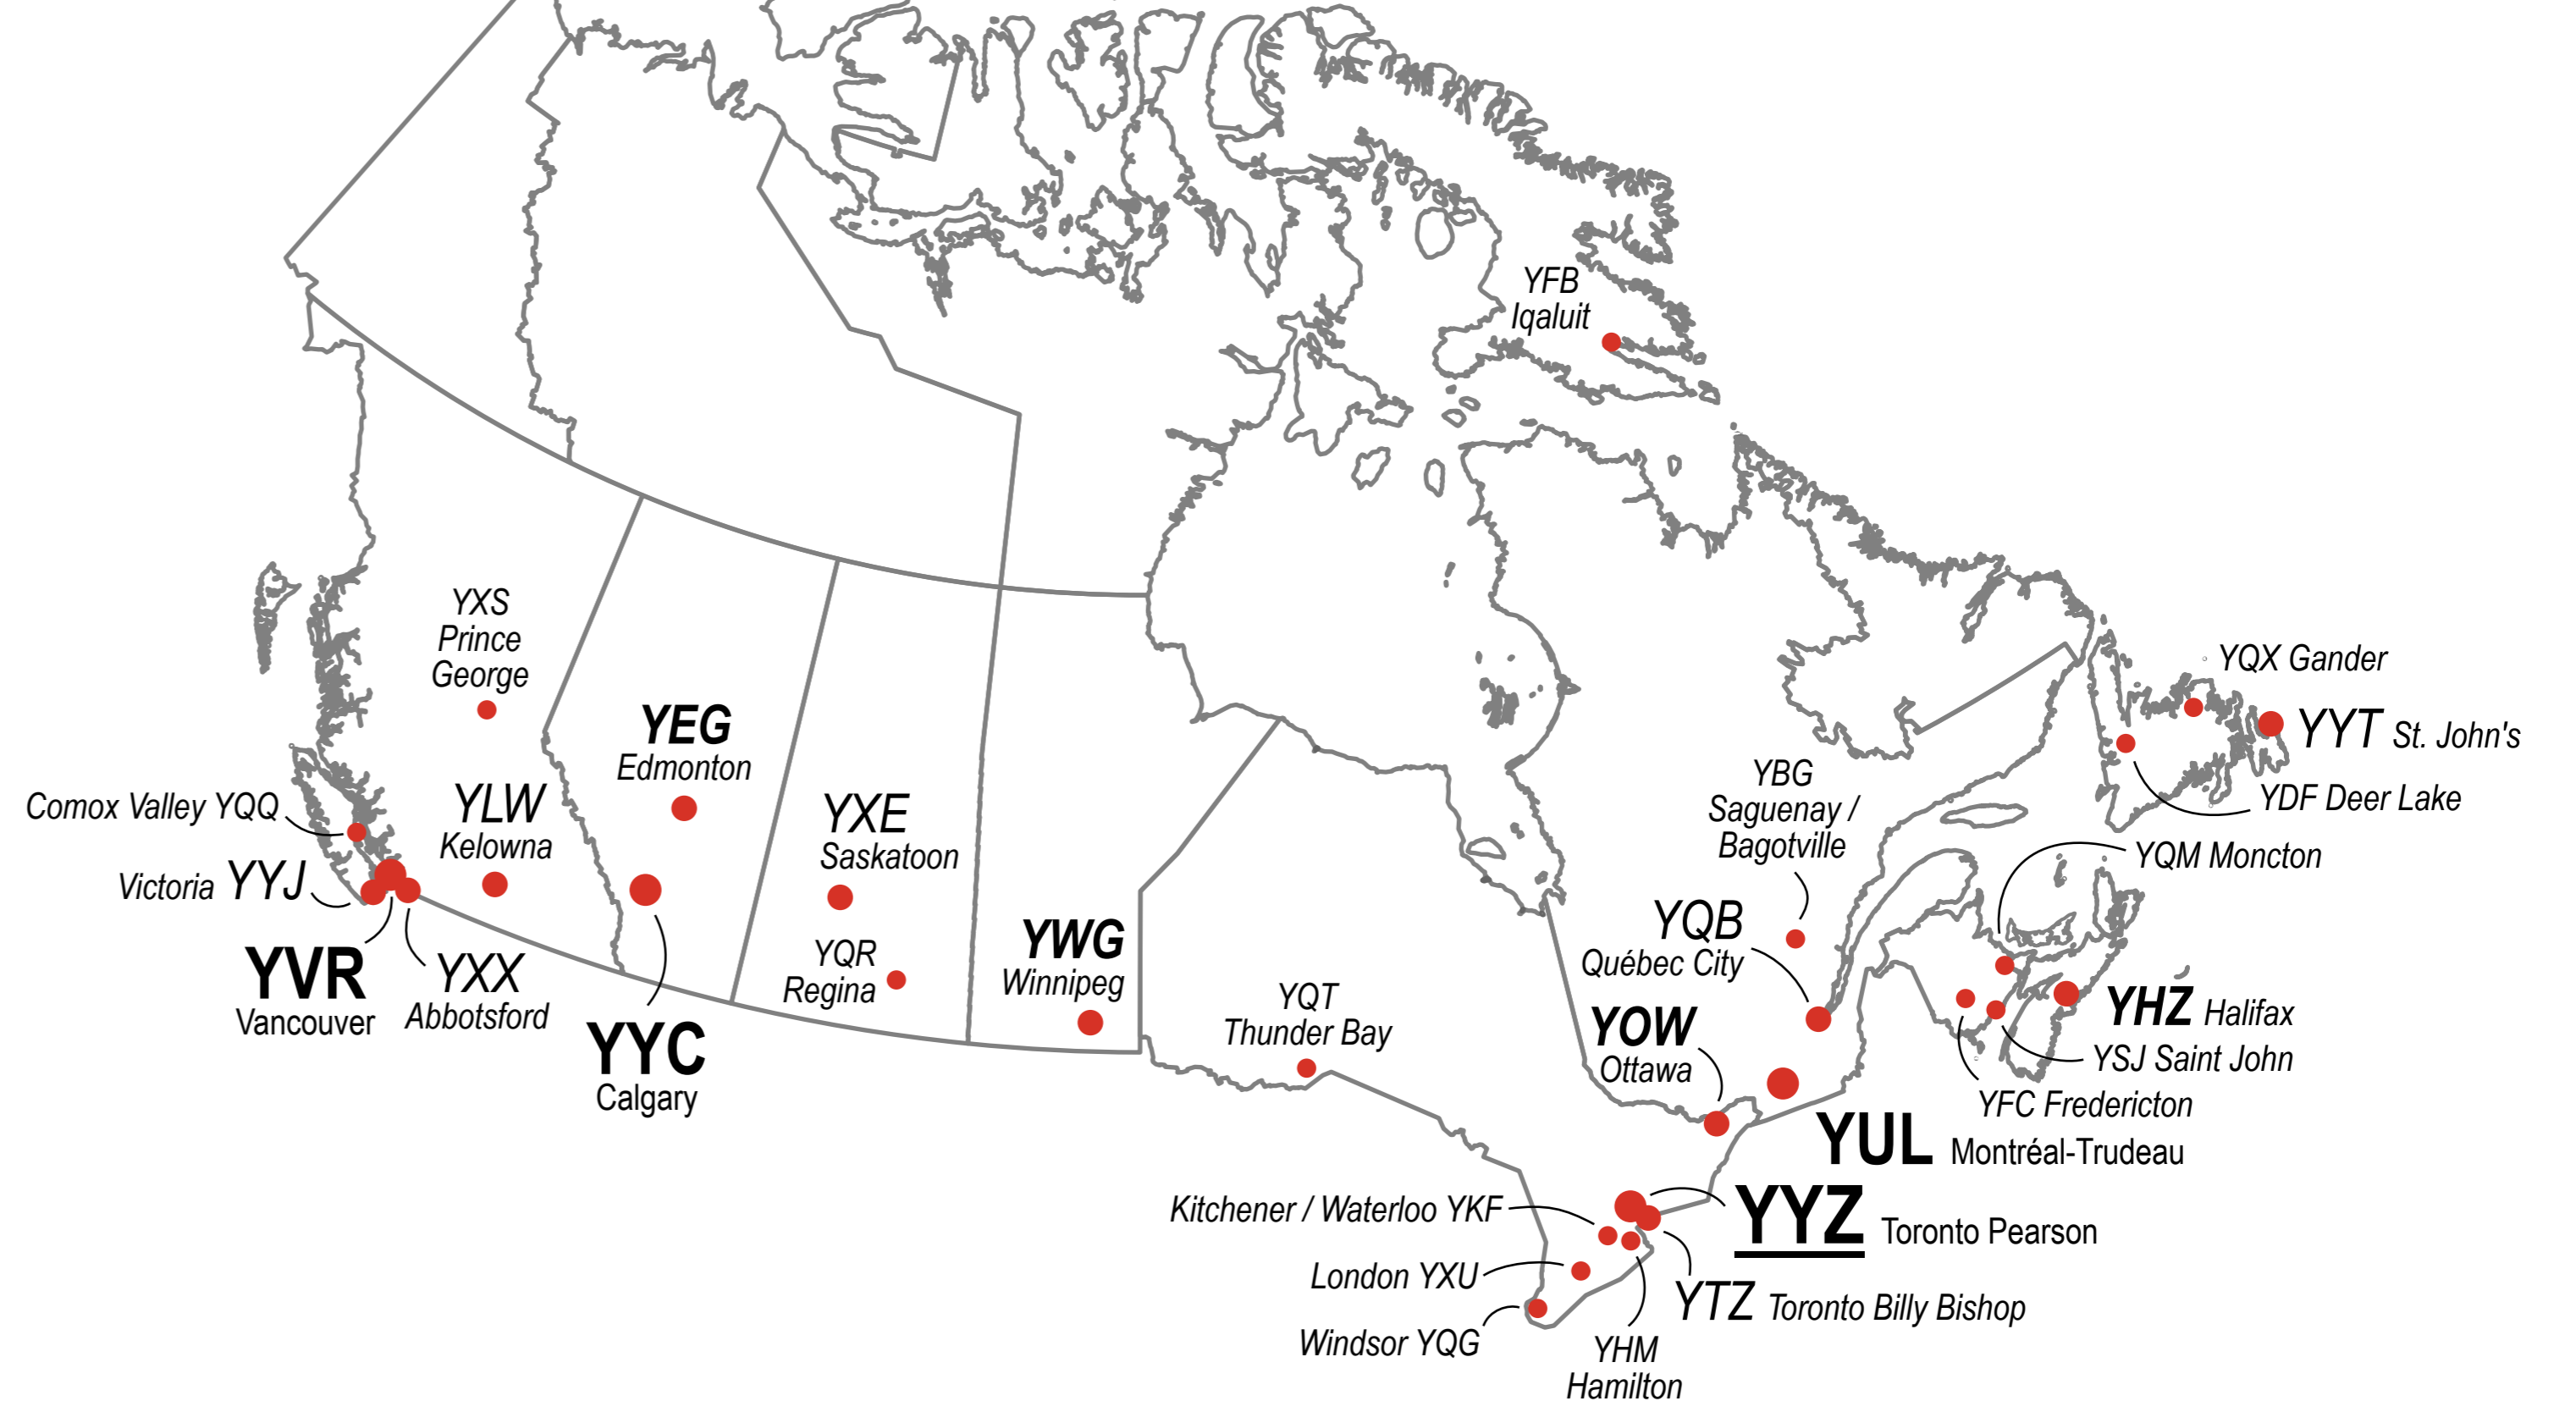 YFB
Iqaluit
YXS
Prince
George
YQX Gander
YEG
Edmonton
YYT St. John's
YBG
Saguenay /
Bagotville
YDF Deer Lake
Comox Valley YQQ
YLW
Kelowna
YXE
Saskatoon
YQM Moncton
Victoria YYJ
YQB
Québec City
YVR
Vancouver
YXX
Abbotsford
YQR
Regina
YWG
Winnipeg
YYC
Calgary
YQT
Thunder Bay
YOW
Ottawa
YHZ Halifax
YSJ Saint John
YFC Fredericton
YUL Montréal-Trudeau
Kitchener / Waterloo YKF
YYZ Toronto Pearson
London YXU
YTZ Toronto Billy Bishop
Windsor YQG
YHM
Hamilton